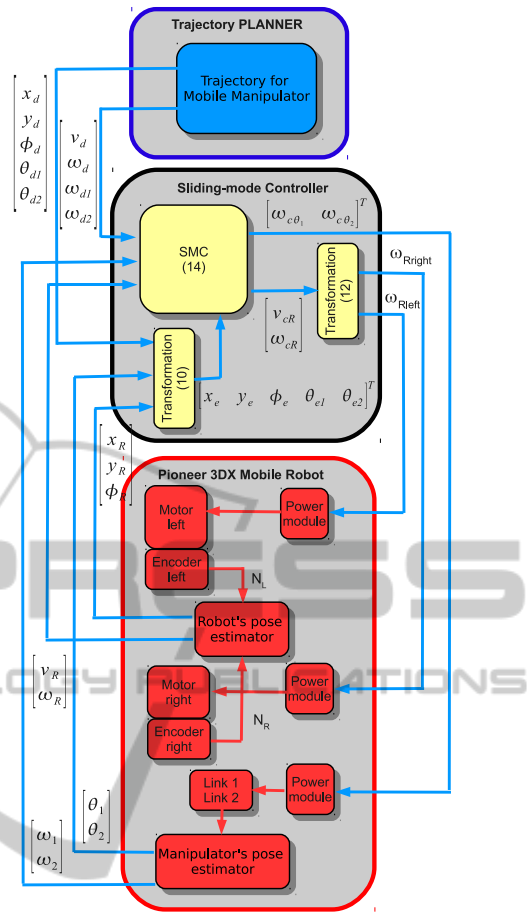 Trajectory PLANNER
Trajectory for
Mobile Manipulator
[x_d
y_d
ϕ_d
θ_d1
θ_d2]
[v_d
ω_d
ω_d1
ω_d2]
Sliding-mode Controller
[ω_cθ₁ ω_cθ₂]^T
SMC
(14)
Transformation
(12)
ω_Rright
ω_Rleft
[v_cR
ω_cR]
Transformation
(10)
[x_e y_e ϕ_e θ_e1 θ_e2]^T
[x_R
y_R
ϕ_R]
Pioneer 3DX Mobile Robot
Motor
left
Power
module
Encoder
left
N_L
Robot's pose
estimator
[v_R
ω_R]
Motor
right
Power
module
Encoder
right
N_R
Link 1
Link 2
Power
module
[θ_1
θ_2]
[ω_1
ω_2]
Manipulator's pose
estimator
PRESS
LOGY PUBLICATIONS